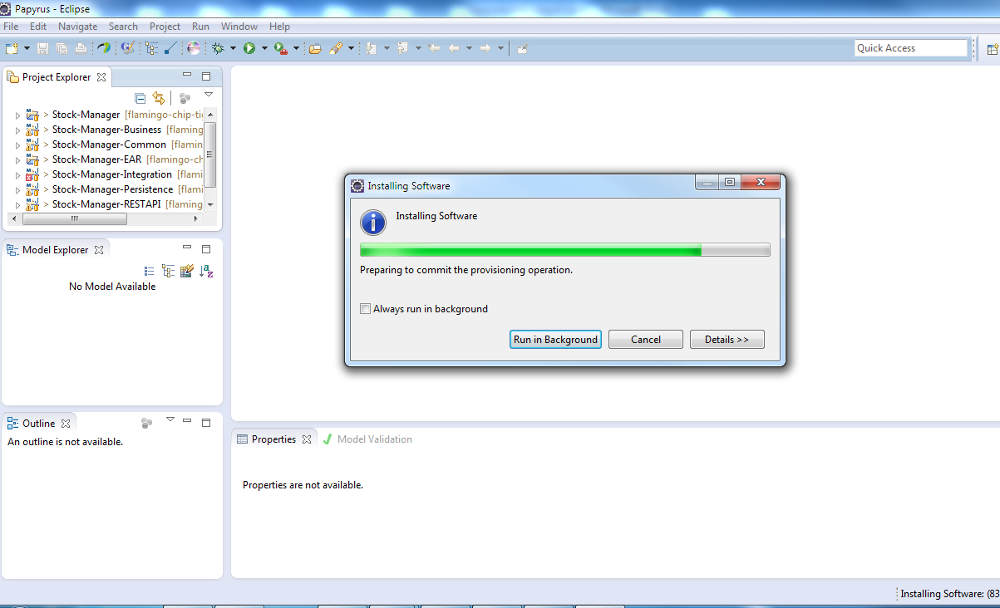 Papyrus - Eclipse
File Edit Navigate Search Project Run Window Help
Quick Access
Project Explorer
> Stock-Manager [flamingo-chip-ti
> Stock-Manager-Business [flaming
> Stock-Manager-Common [flamin
> Stock-Manager-EAR [flamingo-ch
> Stock-Manager-Integration [flami
> Stock-Manager-Persistence [flami
> Stock-Manager-RESTAPI [flaming
Model Explorer
No Model Available
Outline
An outline is not available.
Installing Software
Installing Software
Preparing to commit the provisioning operation.
Always run in background
Run in Background Cancel Details >>
Properties Model Validation
Properties are not available.
Installing Software: (83